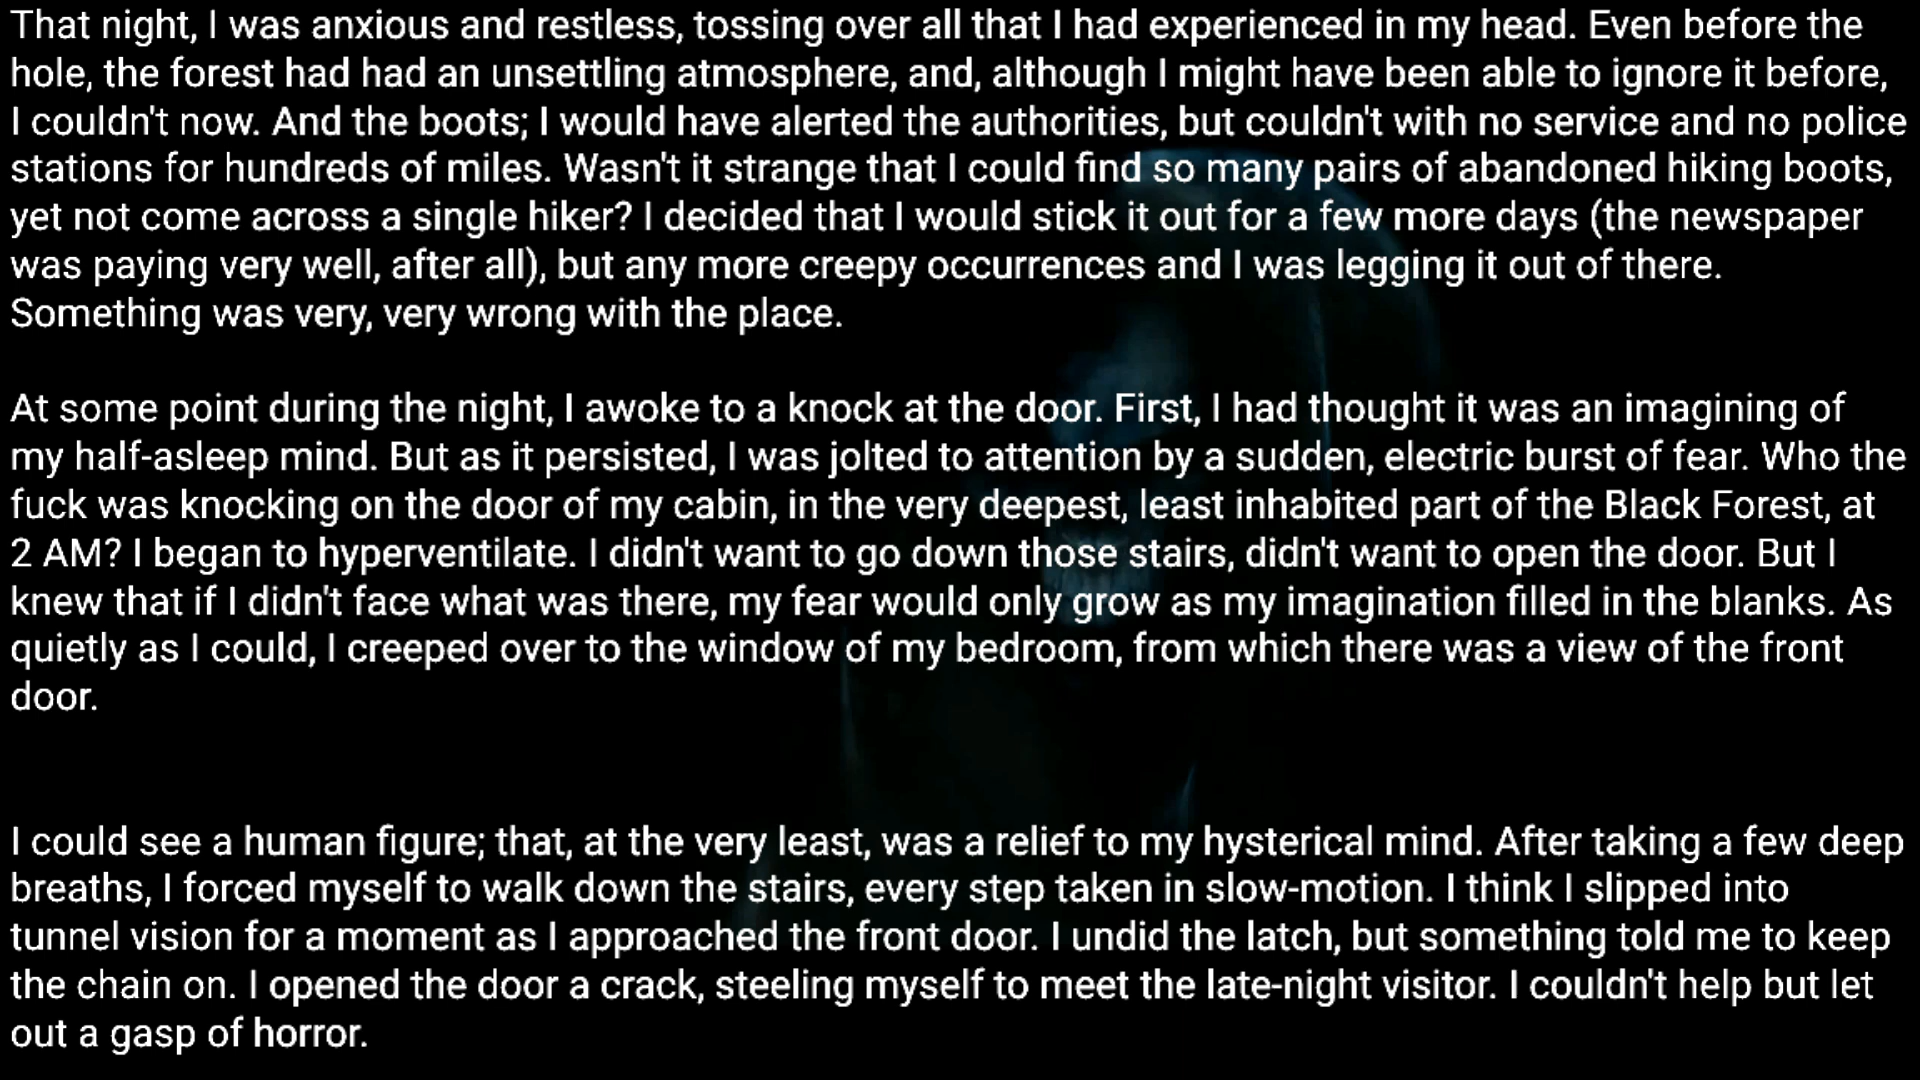 That night, I was anxious and restless, tossing over all that I had experienced in my head. Even before the
hole, the forest had had an unsettling atmosphere, and, although I might have been able to ignore it before,
I couldn't now. And the boots; I would have alerted the authorities, but couldn't with no service and no police
stations for hundreds of miles. Wasn't it strange that I could find so many pairs of abandoned hiking boots,
yet not come across a single hiker? I decided that I would stick it out for a few more days (the newspaper
was paying very well, after all), but any more creepy occurrences and I was legging it out of there.
Something was very, very wrong with the place.
At some point during the night, I awoke to a knock at the door. First, I had thought it was an imagining of
my half-asleep mind. But as it persisted, I was jolted to attention by a sudden, electric burst of fear. Who the
fuck was knocking on the door of my cabin, in the very deepest, least inhabited part of the Black Forest, at
2 AM? I began to hyperventilate. I didn't want to go down those stairs, didn't want to open the door. But I
knew that if I didn't face what was there, my fear would only grow as my imagination filled in the blanks. As
quietly as I could, I creeped over to the window of my bedroom, from which there was a view of the front
door.
I could see a human figure; that, at the very least, was a relief to my hysterical mind. After taking a few deep
breaths, I forced myself to walk down the stairs, every step taken in slow-motion. I think I slipped into
tunnel vision for a moment as I approached the front door. I undid the latch, but something told me to keep
the chain on. I opened the door a crack, steeling myself to meet the late-night visitor. I couldn't help but let
out a gasp of horror.